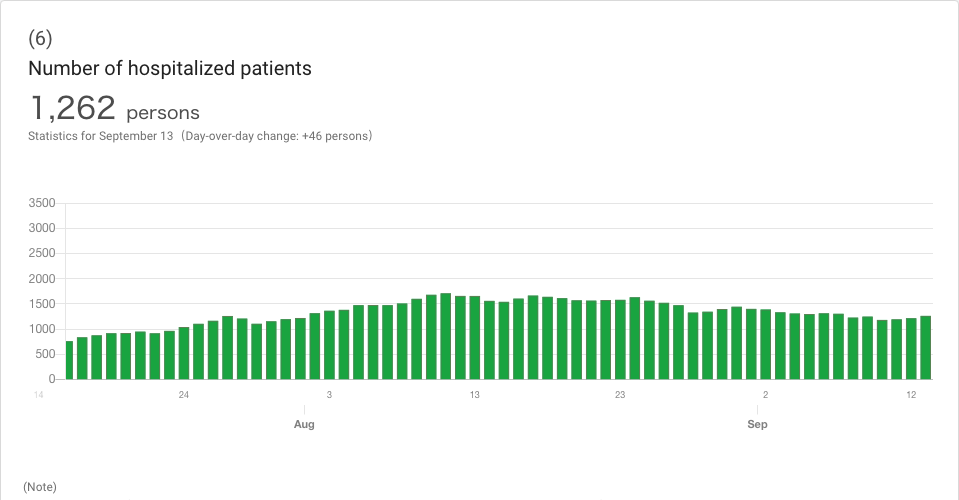 (6)
Number of hospitalized patients
1,262 persons
Statistics for September 13 (Day-over-day change: +46 persons)
3500
3000
2500
2000
1500
1000
500
0
14 24 3 13 23 2 12
Aug Sep
(Note)